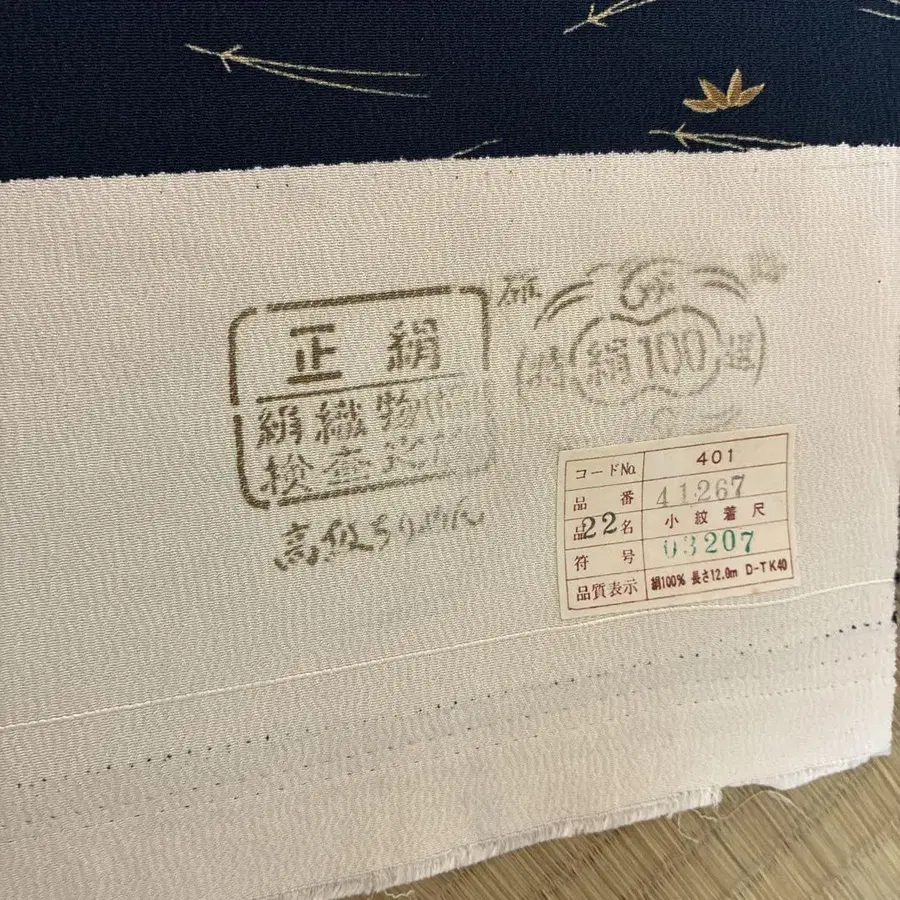 正絹
絹織物
検査
高級ちりめん
絹100
コードNo. 401
品番 41267
品名 小紋着尺
22
符号 03207
品質表示 絹100% 長さ12.0m D-TK40